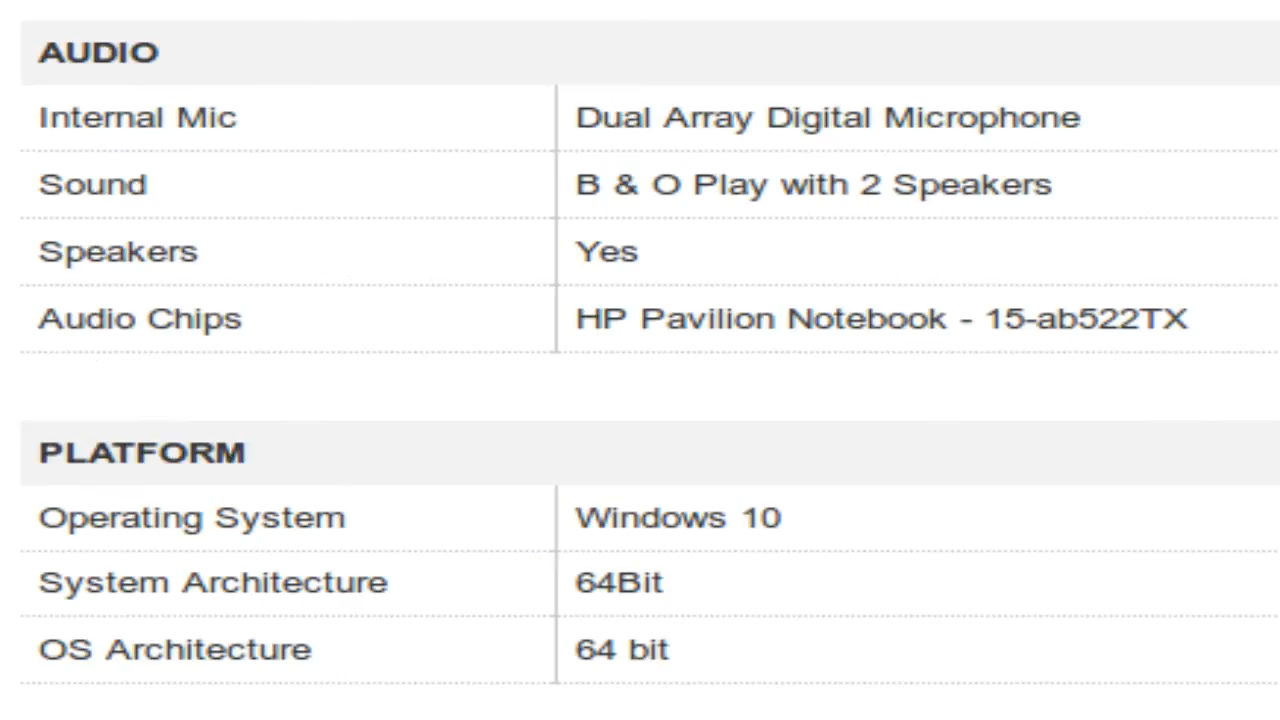 AUDIO
Internal Mic Dual Array Digital Microphone
Sound B & O Play with 2 Speakers
Speakers Yes
Audio Chips HP Pavilion Notebook - 15-ab522TX
PLATFORM
Operating System Windows 10
System Architecture 64Bit
OS Architecture 64 bit